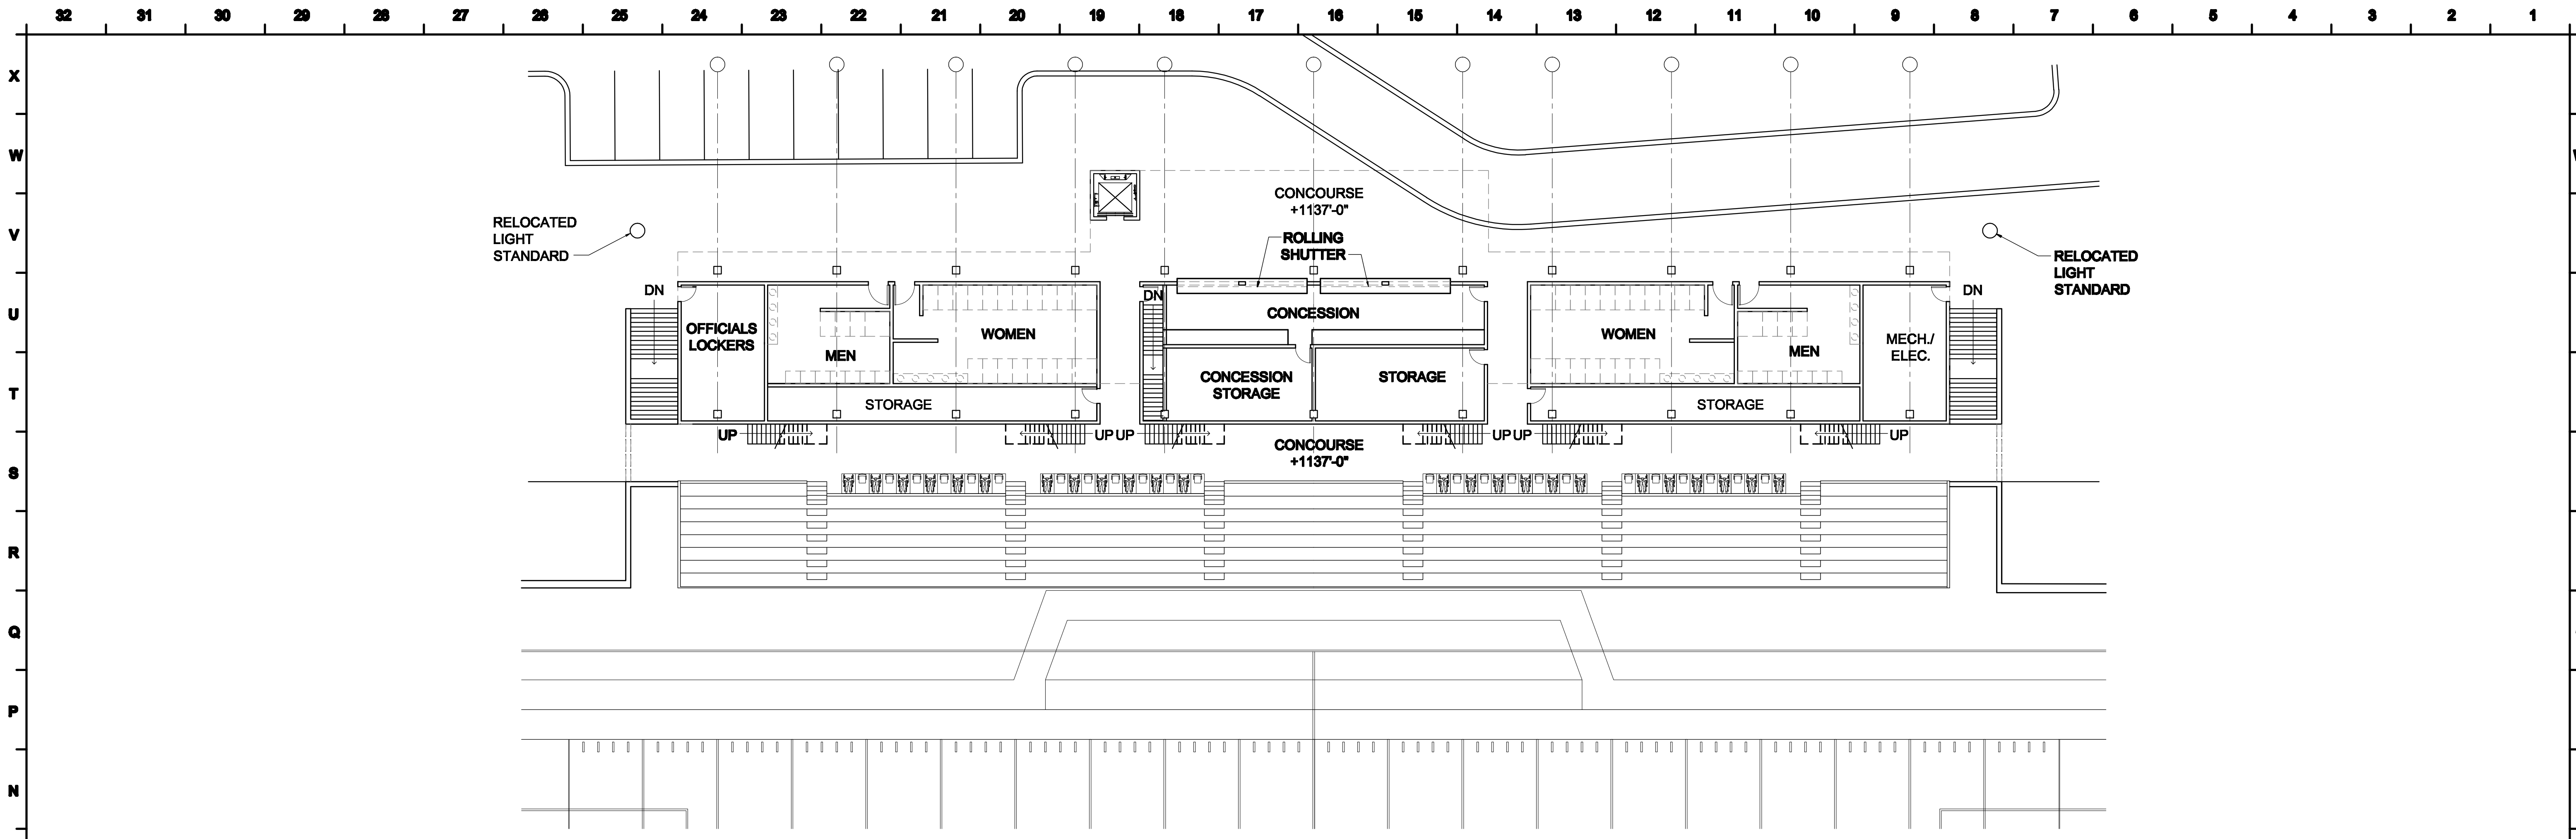 32 31 30 29 28 27 26 25 24 23 22 21 20 19 18 17 16 15 14 13 12 11 10 9 8 7 6 5 4 3 2 1
X
W
V
U
T
S
R
Q
P
N
CONCOURSE
+1137'-0"
RELOCATED
LIGHT
STANDARD
ROLLING
SHUTTER
RELOCATED
LIGHT
STANDARD
DN
DN
DN
OFFICIALS
LOCKERS
MEN
WOMEN
CONCESSION
WOMEN
MEN
MECH./
ELEC.
CONCESSION
STORAGE
STORAGE
STORAGE
STORAGE
UP
UP UP
UP UP
UP
CONCOURSE
+1137'-0"